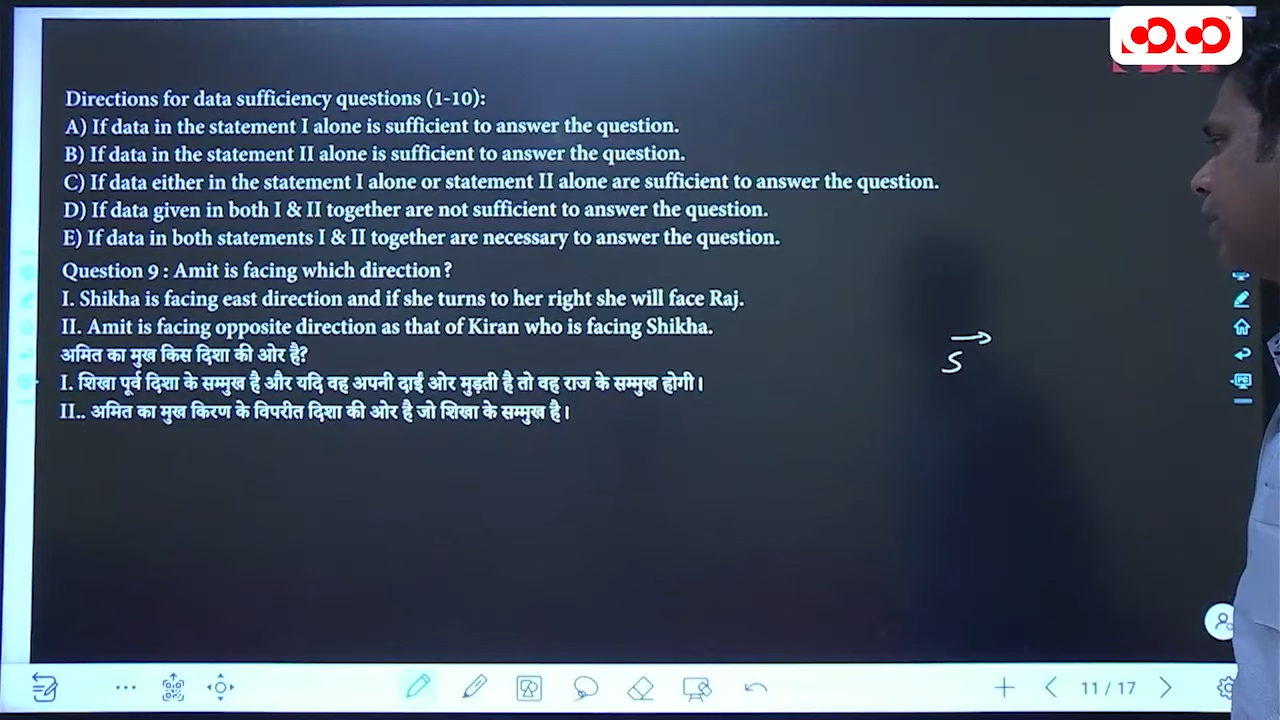 Directions for data sufficiency questions (1-10):
A) If data in the statement I alone is sufficient to answer the question.
B) If data in the statement II alone is sufficient to answer the question.
C) If data either in the statement I alone or statement II alone are sufficient to answer the question.
D) If data given in both I & II together are not sufficient to answer the question.
E) If data in both statements I & II together are necessary to answer the question.
Question 9 : Amit is facing which direction?
I. Shikha is facing east direction and if she turns to her right she will face Raj.
II. Amit is facing opposite direction as that of Kiran who is facing Shikha.
अमित का मुख किस दिशा की ओर है?
I. शिखा पूर्व दिशा के सम्मुख है और यदि वह अपनी दाईं ओर मुड़ती है तो वह राज के सम्मुख होगी।
II.. अमित का मुख किरण के विपरीत दिशा की ओर है जो शिखा के सम्मुख है।
S
11 / 17